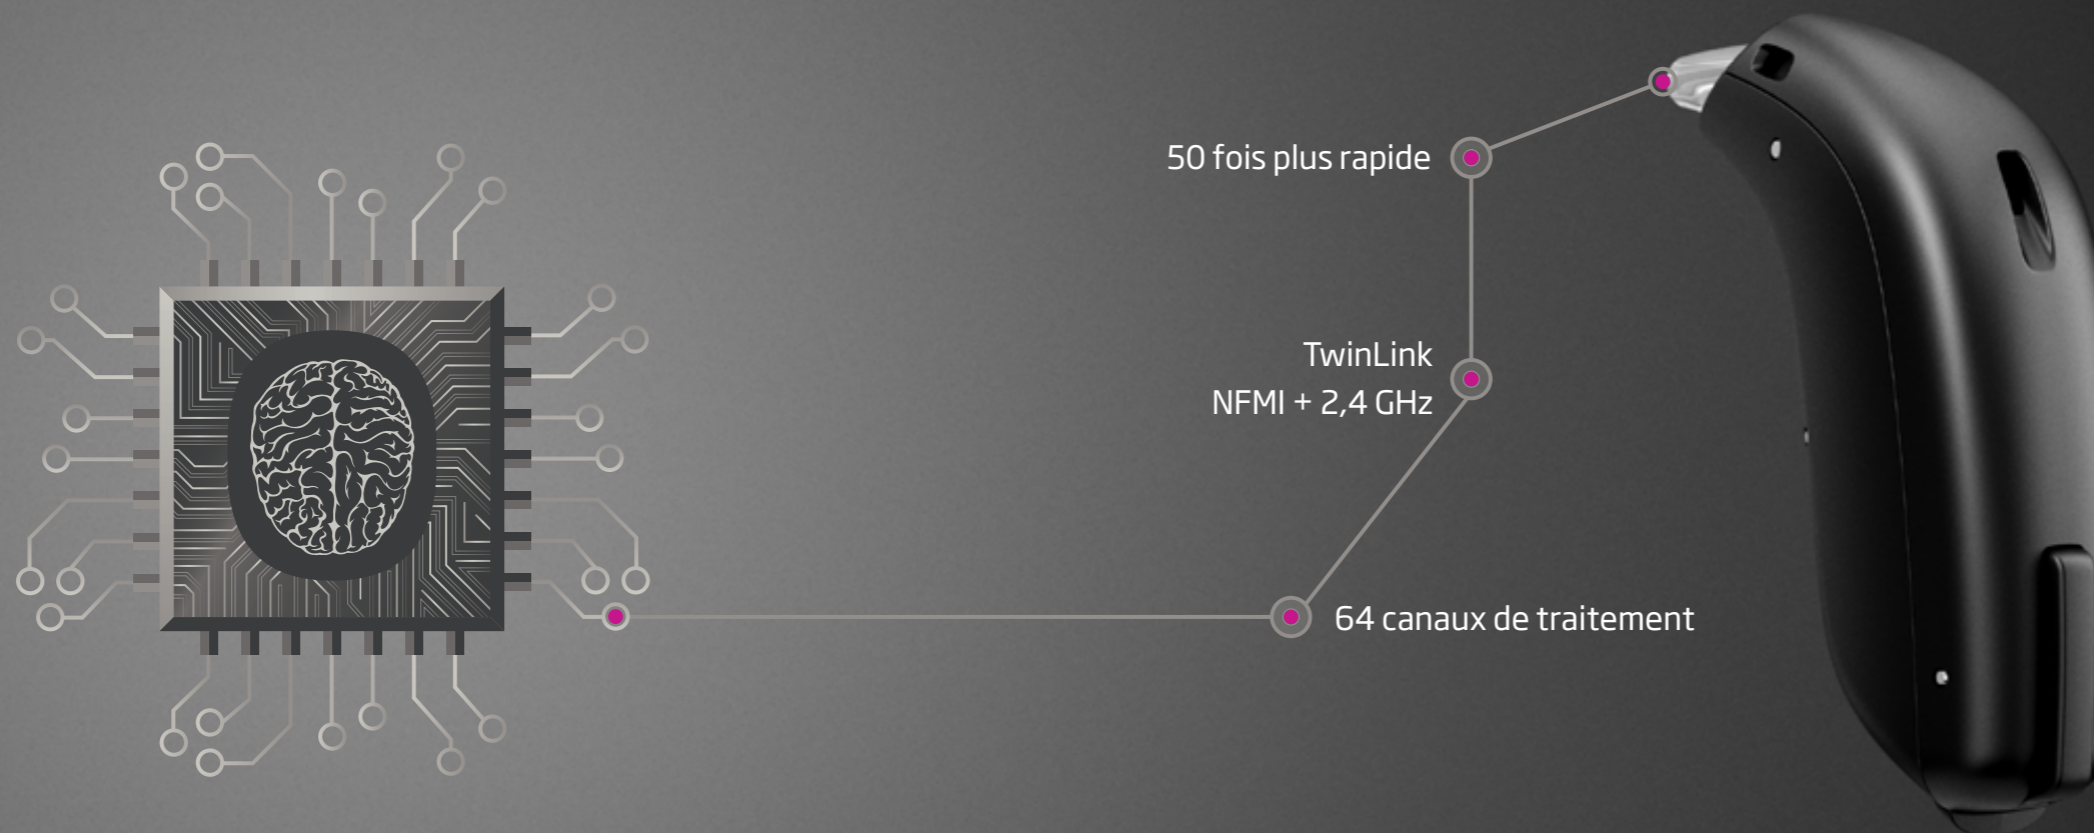 50 fois plus rapide
TwinLink
NFMI + 2,4 GHz
64 canaux de traitement